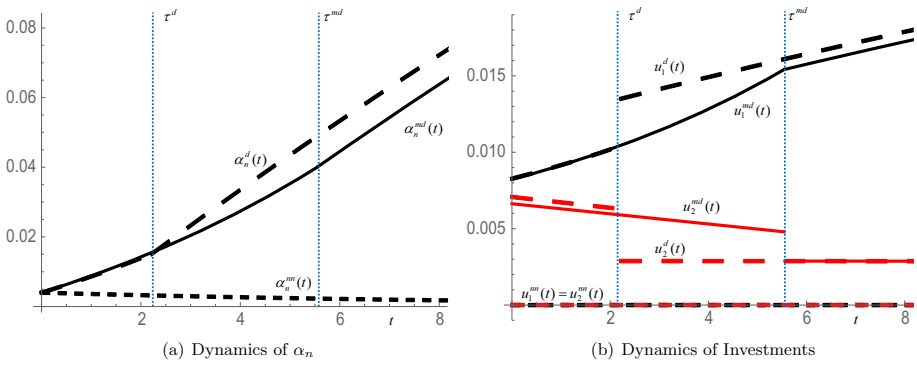 τ^d τ^md
0.08
0.06
0.04
0.02
α_n^d(t)
α_n^md(t)
α_n^nn(t)
2 4 6 t 8
(a) Dynamics of α_n
τ^d τ^md
0.015
0.010
0.005
u_1^d(t)
u_1^md(t)
u_2^md(t)
u_2^d(t)
u_1^nn(t) = u_2^nn(t)
2 4 6 t 8
(b) Dynamics of Investments